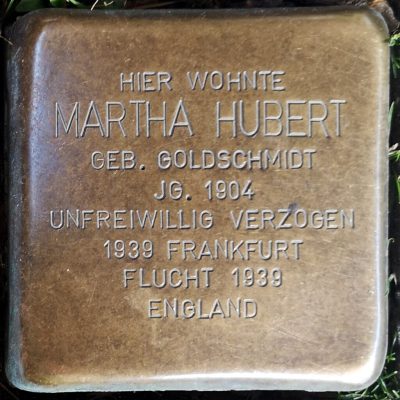 HIER WOHNTE
MARTHA HUBERT
GEB. GOLDSCHMIDT
JG. 1904
UNFREIWILLIG VERZOGEN
1939 FRANKFURT
FLUCHT 1939
ENGLAND